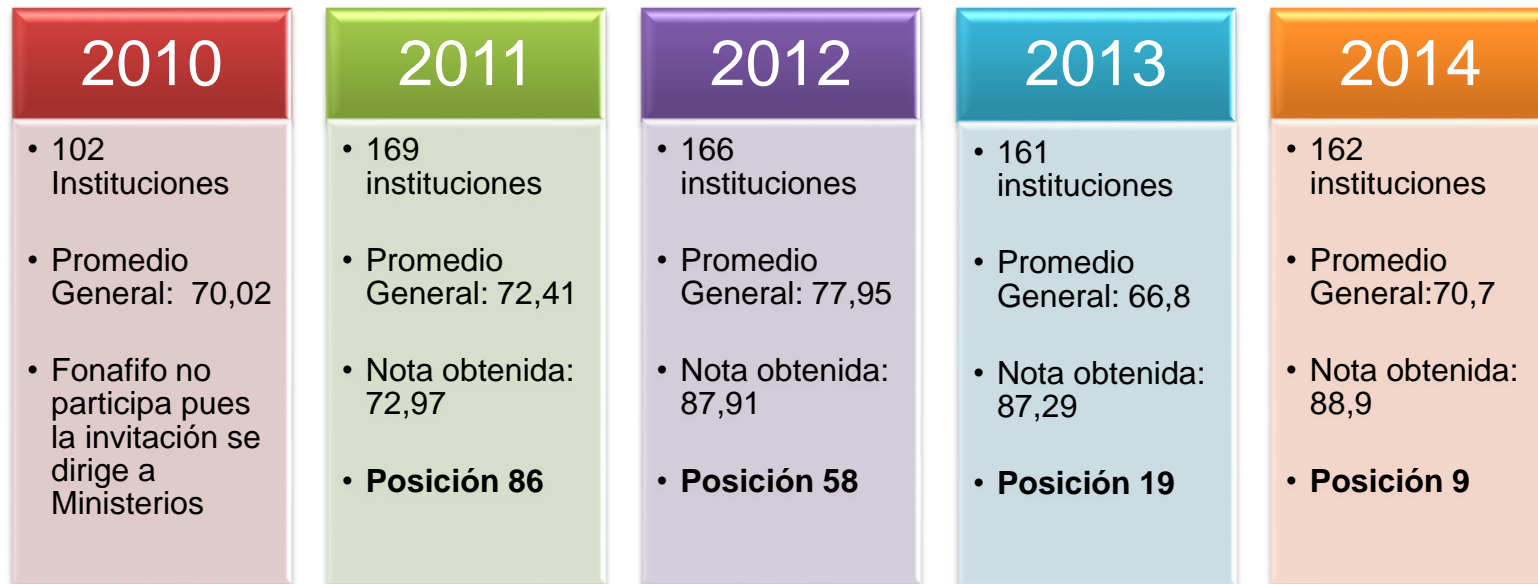 2010
• 102
Instituciones
• Promedio
General:  70,02
• Fonafifo no
participa pues
la invitación se
dirige a
Ministerios
2011
• 169
instituciones
• Promedio
General: 72,41
• Nota obtenida:
72,97
• Posición 86
2012
• 166
instituciones
• Promedio
General: 77,95
• Nota obtenida:
87,91
• Posición 58
2013
• 161
instituciones
• Promedio
General: 66,8
• Nota obtenida:
87,29
• Posición 19
2014
• 162
instituciones
• Promedio
General:70,7
• Nota obtenida:
88,9
• Posición 9